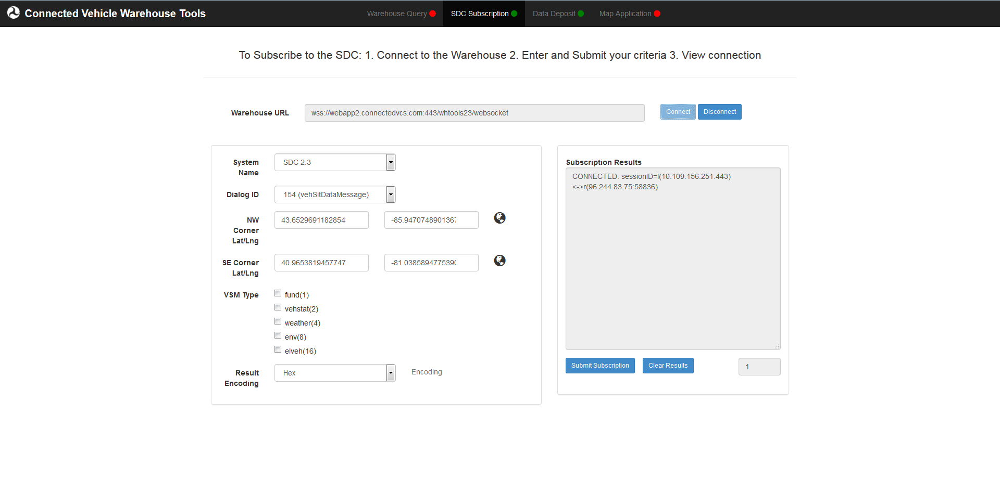 Connected Vehicle Warehouse Tools
Warehouse Query
SDC Subscription
Data Deposit
Map Application
To Subscribe to the SDC: 1. Connect to the Warehouse 2. Enter and Submit your criteria 3. View connection
Warehouse URL
wss://webapp2.connectedvcs.com:443/whtools23/websocket
Connect
Disconnect
System
Name
SDC 2.3
Dialog ID
154 (vehSitDataMessage)
NW
Corner
Lat/Lng
43.6529691182854
-85.9470748901367
SE Corner
Lat/Lng
40.9653819457747
-81.0385894775390
VSM Type
fund(1)
vehstat(2)
weather(4)
env(8)
elveh(16)
Result
Encoding
Hex
Encoding
Subscription Results
CONNECTED: sessionID=l(10.109.156.251:443)
<->r(96.244.83.75:58836)
Submit Subscription
Clear Results
1